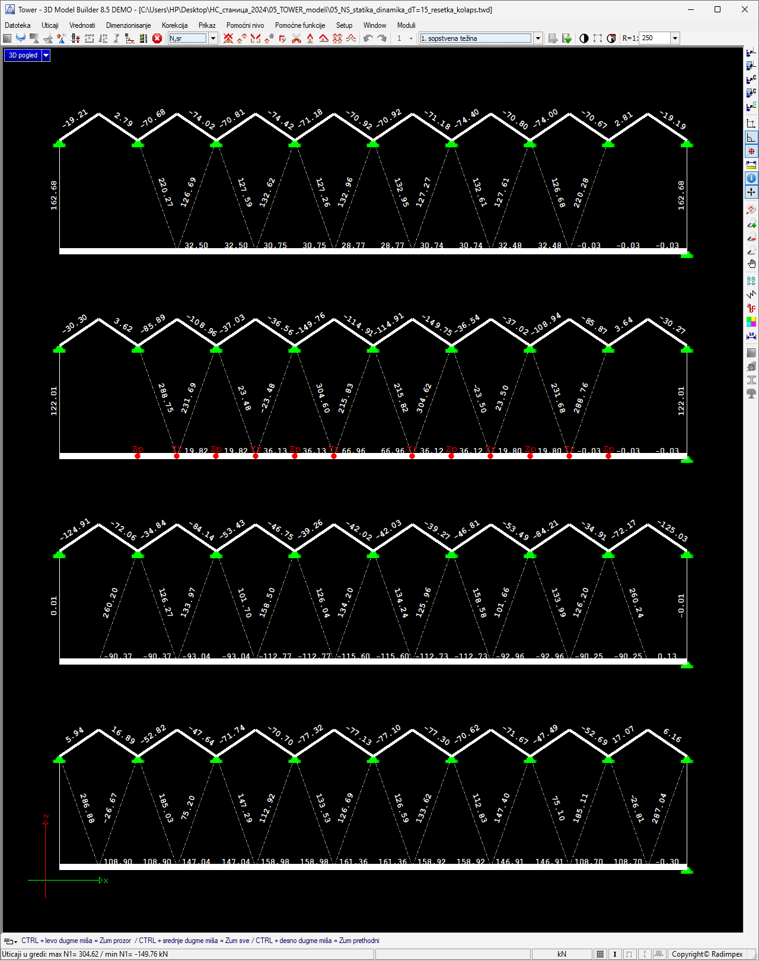 Tower - 3D Model Builder 8.5 DEMO - [C:\Users\HP\Desktop\HC_станица_2024\05_TOWER_modeli\05_NS_statika_dinamika_dT=15_resetka_kolaps.twd]
Datoteka Uticaji Vrednosti Dimenzionisanje Korekcija Prikaz Pomoćni nivo Pomoćne funkcije Setup Window Moduli
N,sr 1 1. sopstvena težina R=1: 250
3D pogled
-19.21 2.79 -70.68 -74.02 -70.81 -74.42 -71.18 -70.92 -70.92 -71.18 -74.40 -70.80 -74.00 -70.67 2.81 -19.19
162.68 220.27 126.69 127.59 132.62 127.26 132.96 132.95 127.27 132.61 127.61 126.68 220.28 162.68
32.50 32.50 30.75 30.75 28.77 28.77 30.74 30.74 32.48 32.48 -0.03 -0.03 -0.03
-30.30 3.62 -85.89 -108.96 -37.03 -36.56 -149.76 -114.91 -114.91 -149.75 -36.54 -37.02 -108.94 -85.87 3.64 -30.27
122.01 288.75 231.69 23.48 -23.48 304.60 215.83 215.82 304.62 -23.50 23.50 231.68 288.76 122.01
19.82 19.82 36.13 36.13 66.96 66.96 36.12 36.12 19.80 19.80 -0.03 -0.03 -0.03
-124.91 -72.06 -34.84 -84.14 -53.43 -46.75 -39.26 -42.02 -42.03 -39.27 -46.81 -53.49 -84.21 -34.91 -72.17 -125.03
0.01 260.20 126.27 133.97 101.70 158.50 126.04 134.20 134.24 125.96 158.58 101.66 133.99 126.20 260.24 -0.01
-90.37 -90.37 -93.04 -93.04 -112.77 -112.77 -115.60 -115.60 -112.73 -112.73 -92.96 -92.96 -90.25 -90.25 0.13
5.94 16.89 -52.82 -47.64 -71.74 -70.70 -77.32 -77.13 -77.10 -77.30 -70.62 -71.67 -47.49 -52.69 17.07 6.16
286.88 -26.67 185.03 75.20 147.29 112.92 133.53 126.69 126.59 133.62 112.83 147.40 75.10 185.11 -26.81 287.04
108.90 108.90 147.04 147.04 158.98 158.98 161.36 161.36 158.92 158.92 146.91 146.91 108.70 108.70 -0.30
z
x
CTRL + levo dugme miša = Zum prozor / CTRL + srednje dugme miša = Zum sve / CTRL + desno dugme miša = Zum prethodni
Uticaji u gredi: max N1= 304.62 / min N1= -149.76 kN kN Copyright© Radimpex